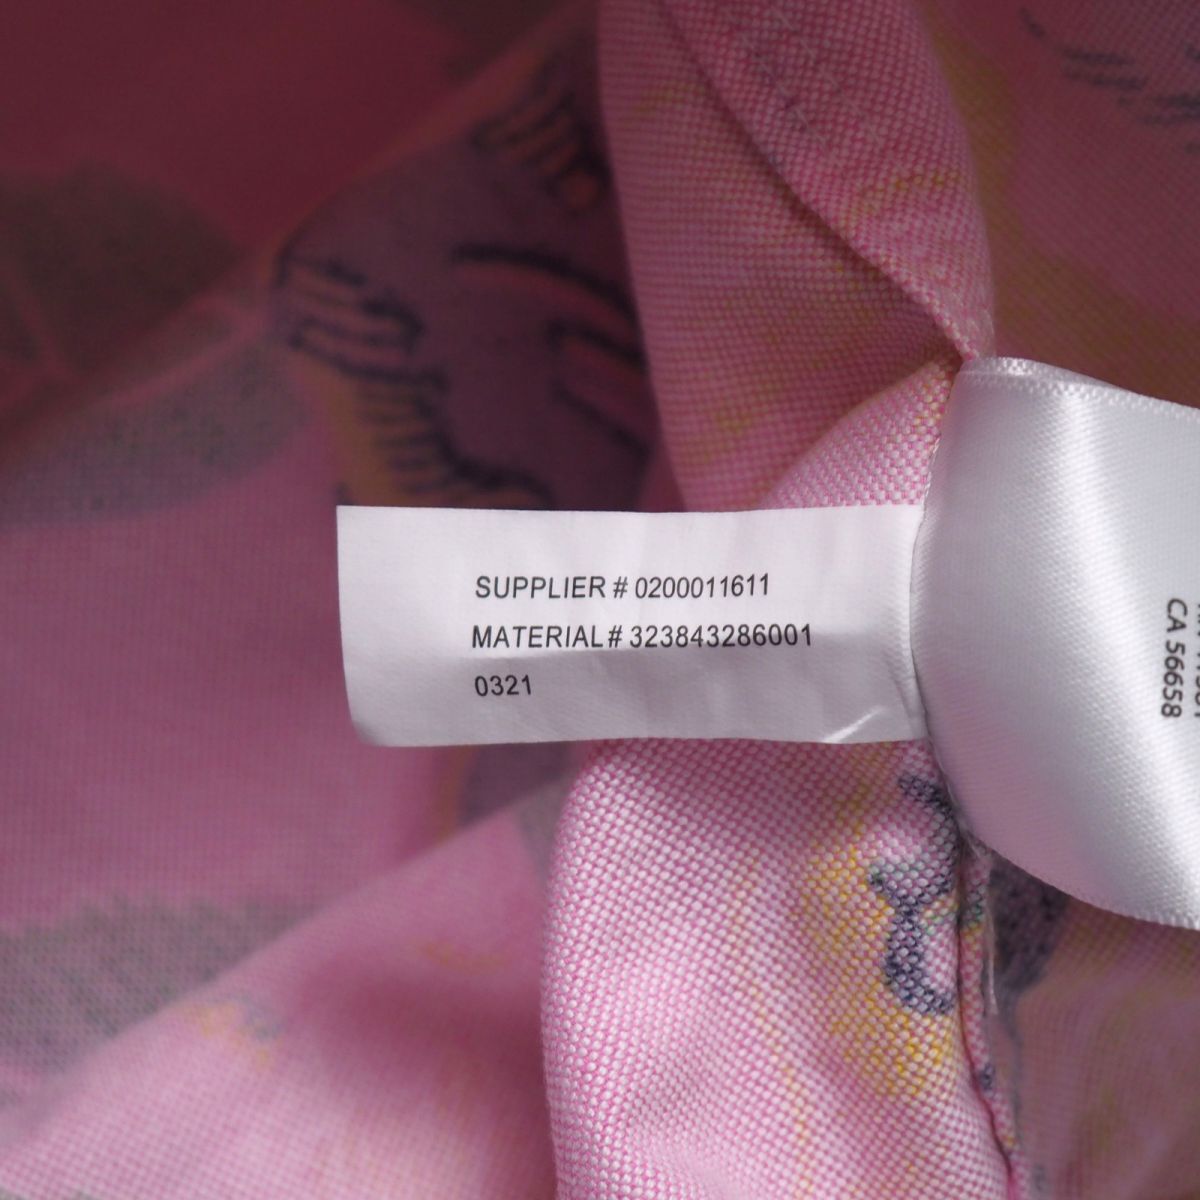 SUPPLIER # 0200011611
MATERIAL# 323843286001
0321
CA 56658